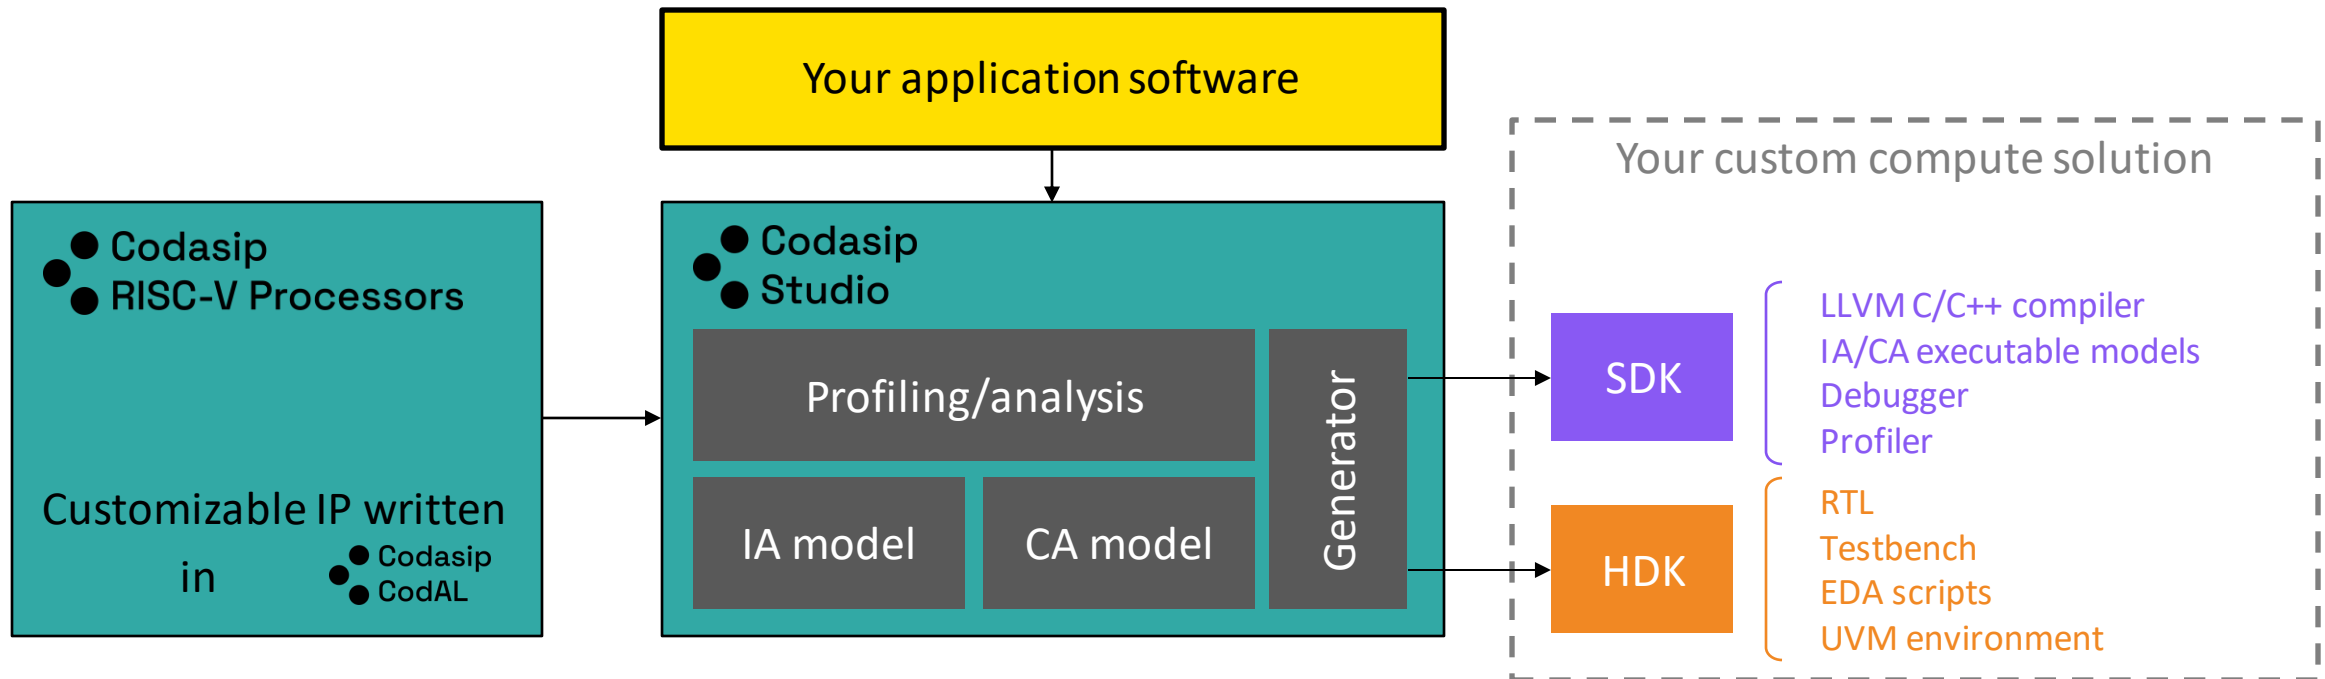 Your application software
Your custom compute solution
Codasip
RISC-V Processors
Customizable IP written
in
Codasip
CodAL
Codasip
Studio
Profiling/analysis
IA model
CA model
Generator
SDK
LLVM C/C++ compiler
IA/CA executable models
Debugger
Profiler
HDK
RTL
Testbench
EDA scripts
UVM environment